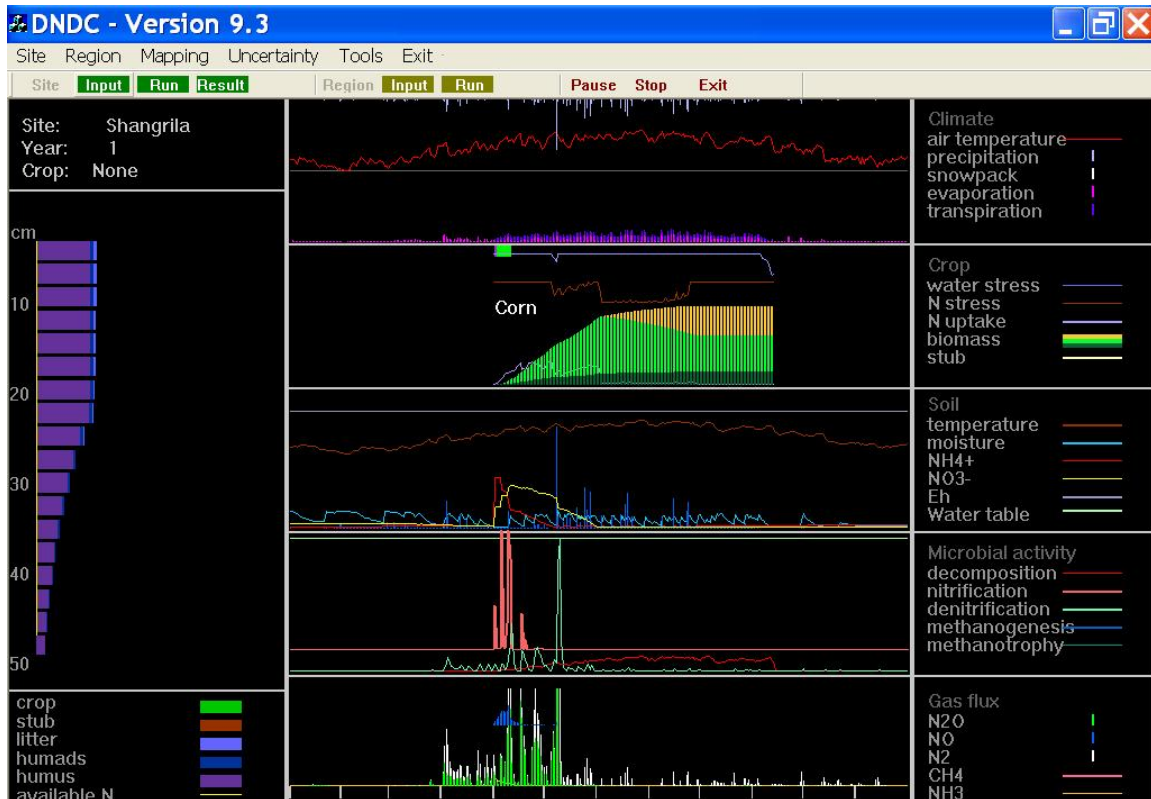 DNDC - Version 9.3
Site Region Mapping Uncertainty Tools Exit
Site Input Run Result Region Input Run Pause Stop Exit
Site: Shangrila
Year: 1
Crop: None
cm
10
20
30
40
50
crop
stub
litter
humads
humus
available N
Corn
Climate
air temperature
precipitation
snowpack
evaporation
transpiration
Crop
water stress
N stress
N uptake
biomass
stub
Soil
temperature
moisture
NH4+
NO3-
Eh
Water table
Microbial activity
decomposition
nitrification
denitrification
methanogenesis
methanotrophy
Gas flux
N2O
NO
N2
CH4
NH3